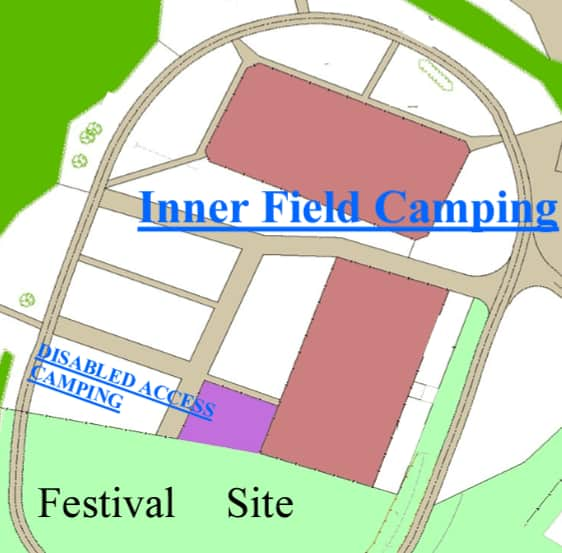 Inner Field Camping
DISABLED ACCESS
CAMPING
Festival Site